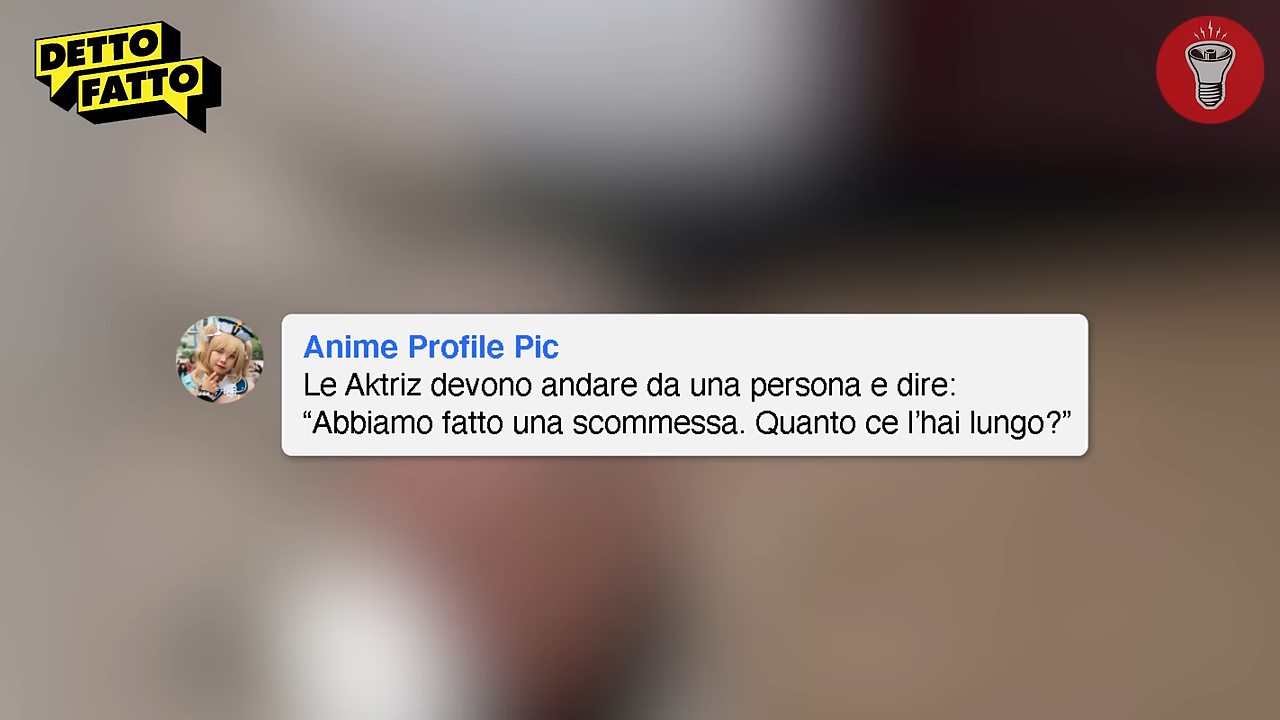 DETTO
FATTO
Anime Profile Pic
Le Aktriz devono andare da una persona e dire:
“Abbiamo fatto una scommessa. Quanto ce l’hai lungo?”